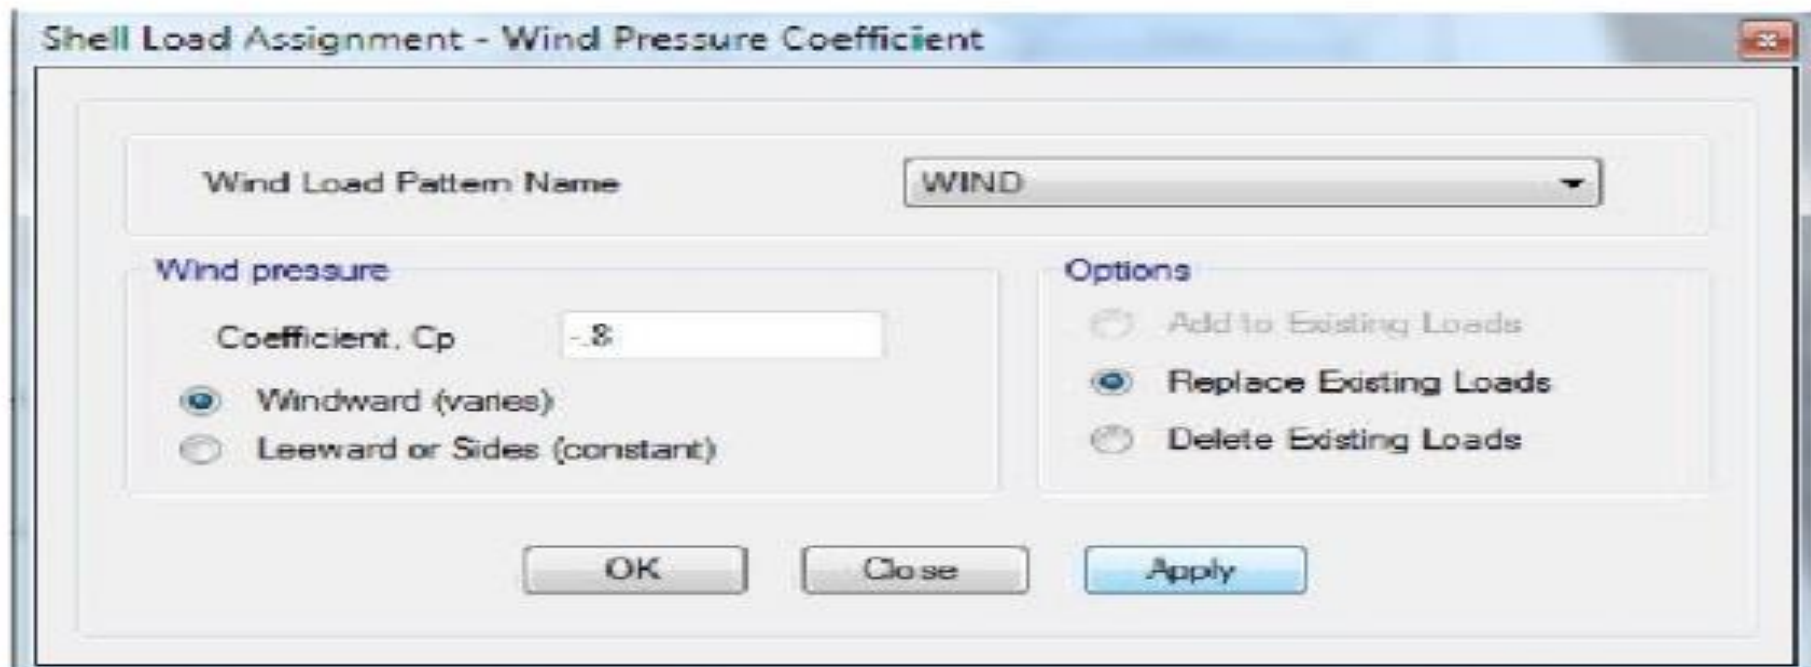 Shell Load Assignment - Wind Pressure Coefficient
Wind Load Pattern Name
WIND
Wind pressure
Coefficient, Cp
-.8
Windward (varies)
Leeward or Sides (constant)
Options
Add to Existing Loads
Replace Existing Loads
Delete Existing Loads
OK
Close
Apply